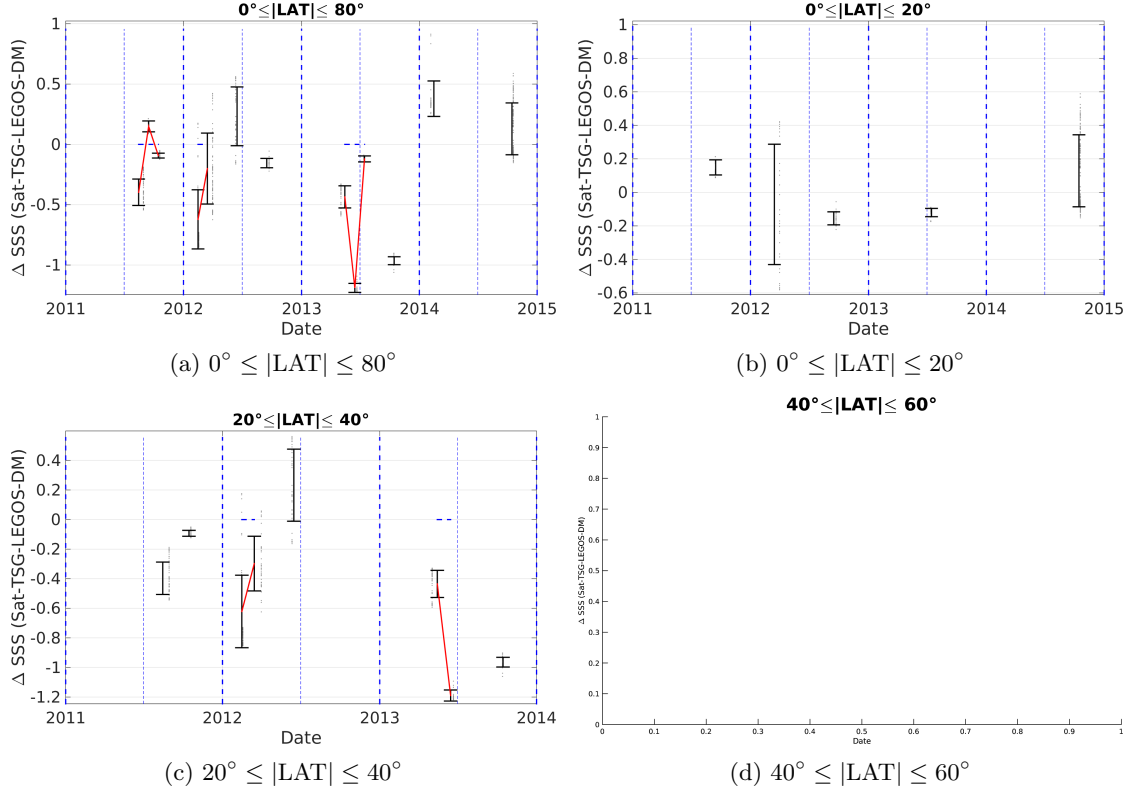 0°≤|LAT|≤ 80°
Δ SSS (Sat-TSG-LEGOS-DM)
1
0.5
0
-0.5
-1
2011 2012 2013 2014 2015
Date
(a) 0° ≤ |LAT| ≤ 80°
0°≤|LAT|≤ 20°
Δ SSS (Sat-TSG-LEGOS-DM)
1
0.8
0.6
0.4
0.2
0
-0.2
-0.4
-0.6
2011 2012 2013 2014 2015
Date
(b) 0° ≤ |LAT| ≤ 20°
20°≤|LAT|≤ 40°
Δ SSS (Sat-TSG-LEGOS-DM)
0.4
0.2
0
-0.2
-0.4
-0.6
-0.8
-1
-1.2
2011 2012 2013 2014
Date
(c) 20° ≤ |LAT| ≤ 40°
40°≤|LAT|≤ 60°
Δ SSS (Sat-TSG-LEGOS-DM)
1
0.9
0.8
0.7
0.6
0.5
0.4
0.3
0.2
0.1
0
0 0.1 0.2 0.3 0.4 0.5 0.6 0.7 0.8 0.9 1
Date
(d) 40° ≤ |LAT| ≤ 60°